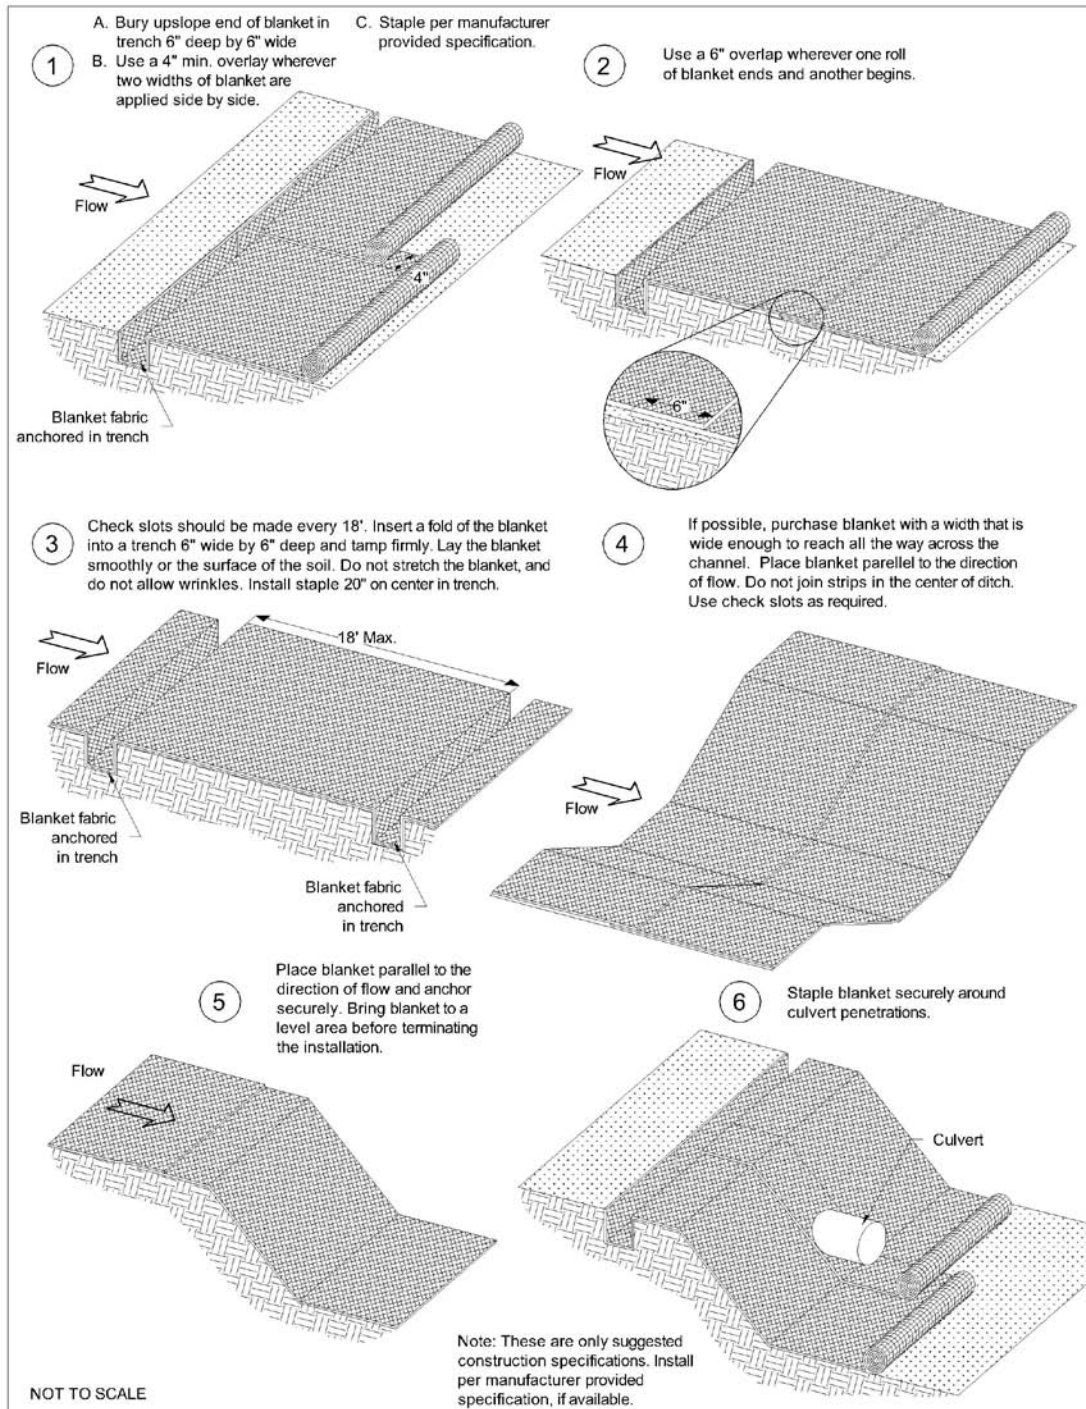 1
A. Bury upslope end of blanket in
trench 6" deep by 6" wide
B. Use a 4" min. overlay wherever
two widths of blanket are
applied side by side.
C. Staple per manufacturer
provided specification.
Flow
4"
Blanket fabric
anchored in trench
2
Use a 6" overlap wherever one roll
of blanket ends and another begins.
Flow
6"
3
Check slots should be made every 18'. Insert a fold of the blanket
into a trench 6" wide by 6" deep and tamp firmly. Lay the blanket
smoothly or the surface of the soil. Do not stretch the blanket, and
do not allow wrinkles. Install staple 20" on center in trench.
18' Max.
Flow
Blanket fabric
anchored
in trench
Blanket fabric
anchored
in trench
4
If possible, purchase blanket with a width that is
wide enough to reach all the way across the
channel. Place blanket parellel to the direction
of flow. Do not join strips in the center of ditch.
Use check slots as required.
Flow
5
Place blanket parallel to the
direction of flow and anchor
securely. Bring blanket to a
level area before terminating
the installation.
Flow
6
Staple blanket securely around
culvert penetrations.
Culvert
Note: These are only suggested
construction specifications. Install
per manufacturer provided
specification, if available.
NOT TO SCALE